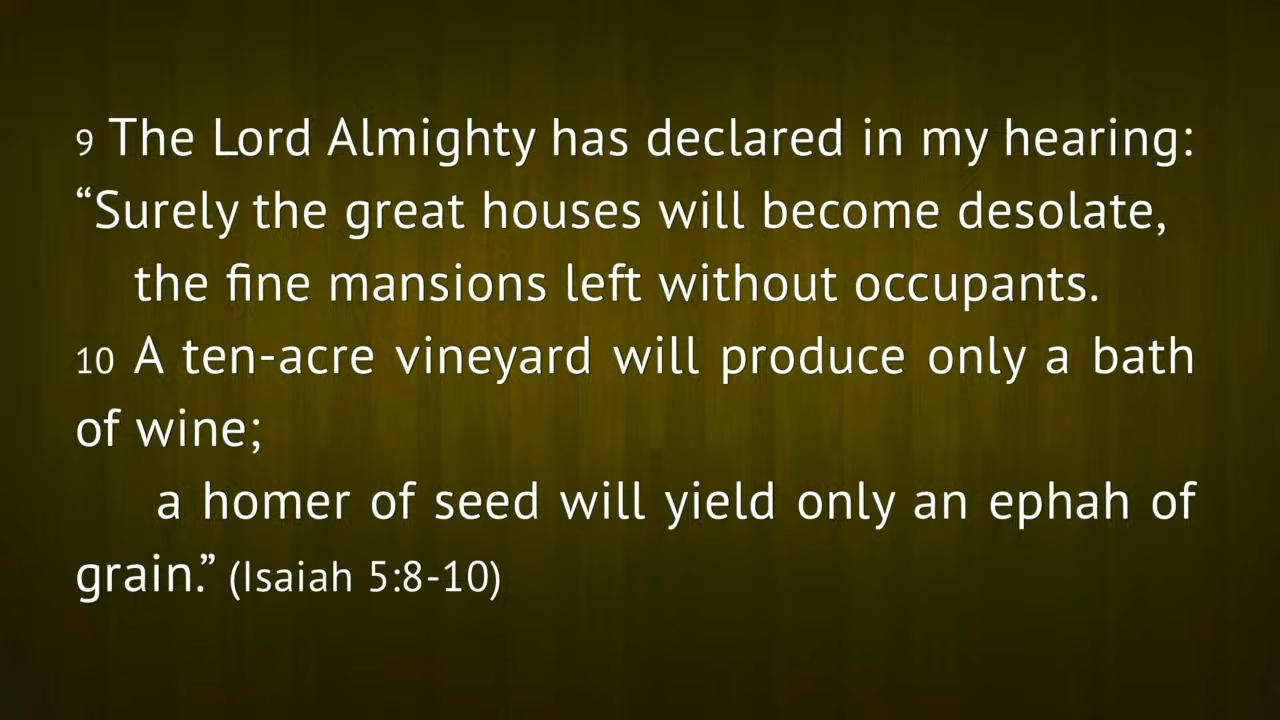 9 The Lord Almighty has declared in my hearing:
“Surely the great houses will become desolate,
the fine mansions left without occupants.
10 A ten-acre vineyard will produce only a bath
of wine;
a homer of seed will yield only an ephah of
grain.” (Isaiah 5:8-10)